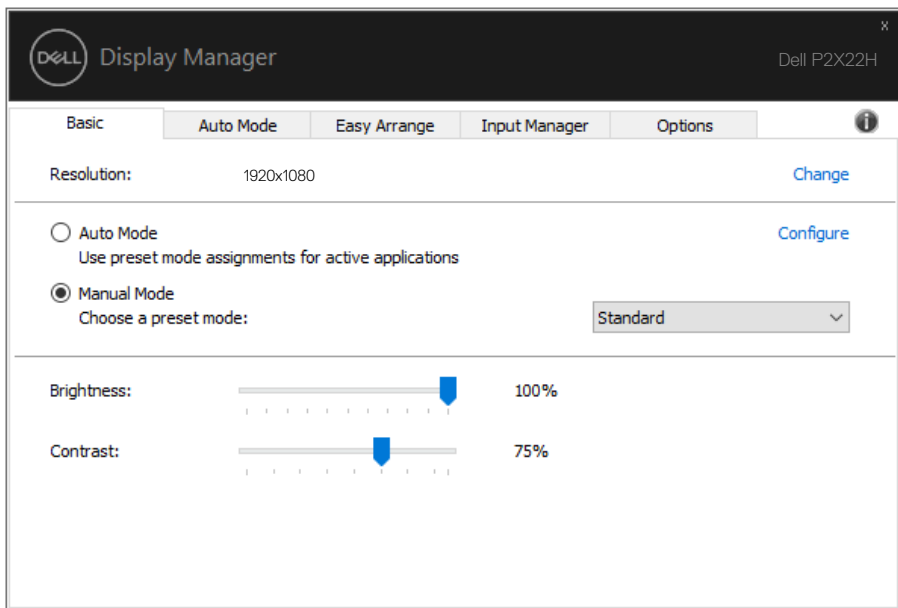 x
DELL Display Manager
Dell P2X22H
Basic Auto Mode Easy Arrange Input Manager Options i
Resolution: 1920x1080 Change
Auto Mode Configure
Use preset mode assignments for active applications
Manual Mode
Choose a preset mode: Standard
Brightness: 100%
Contrast: 75%